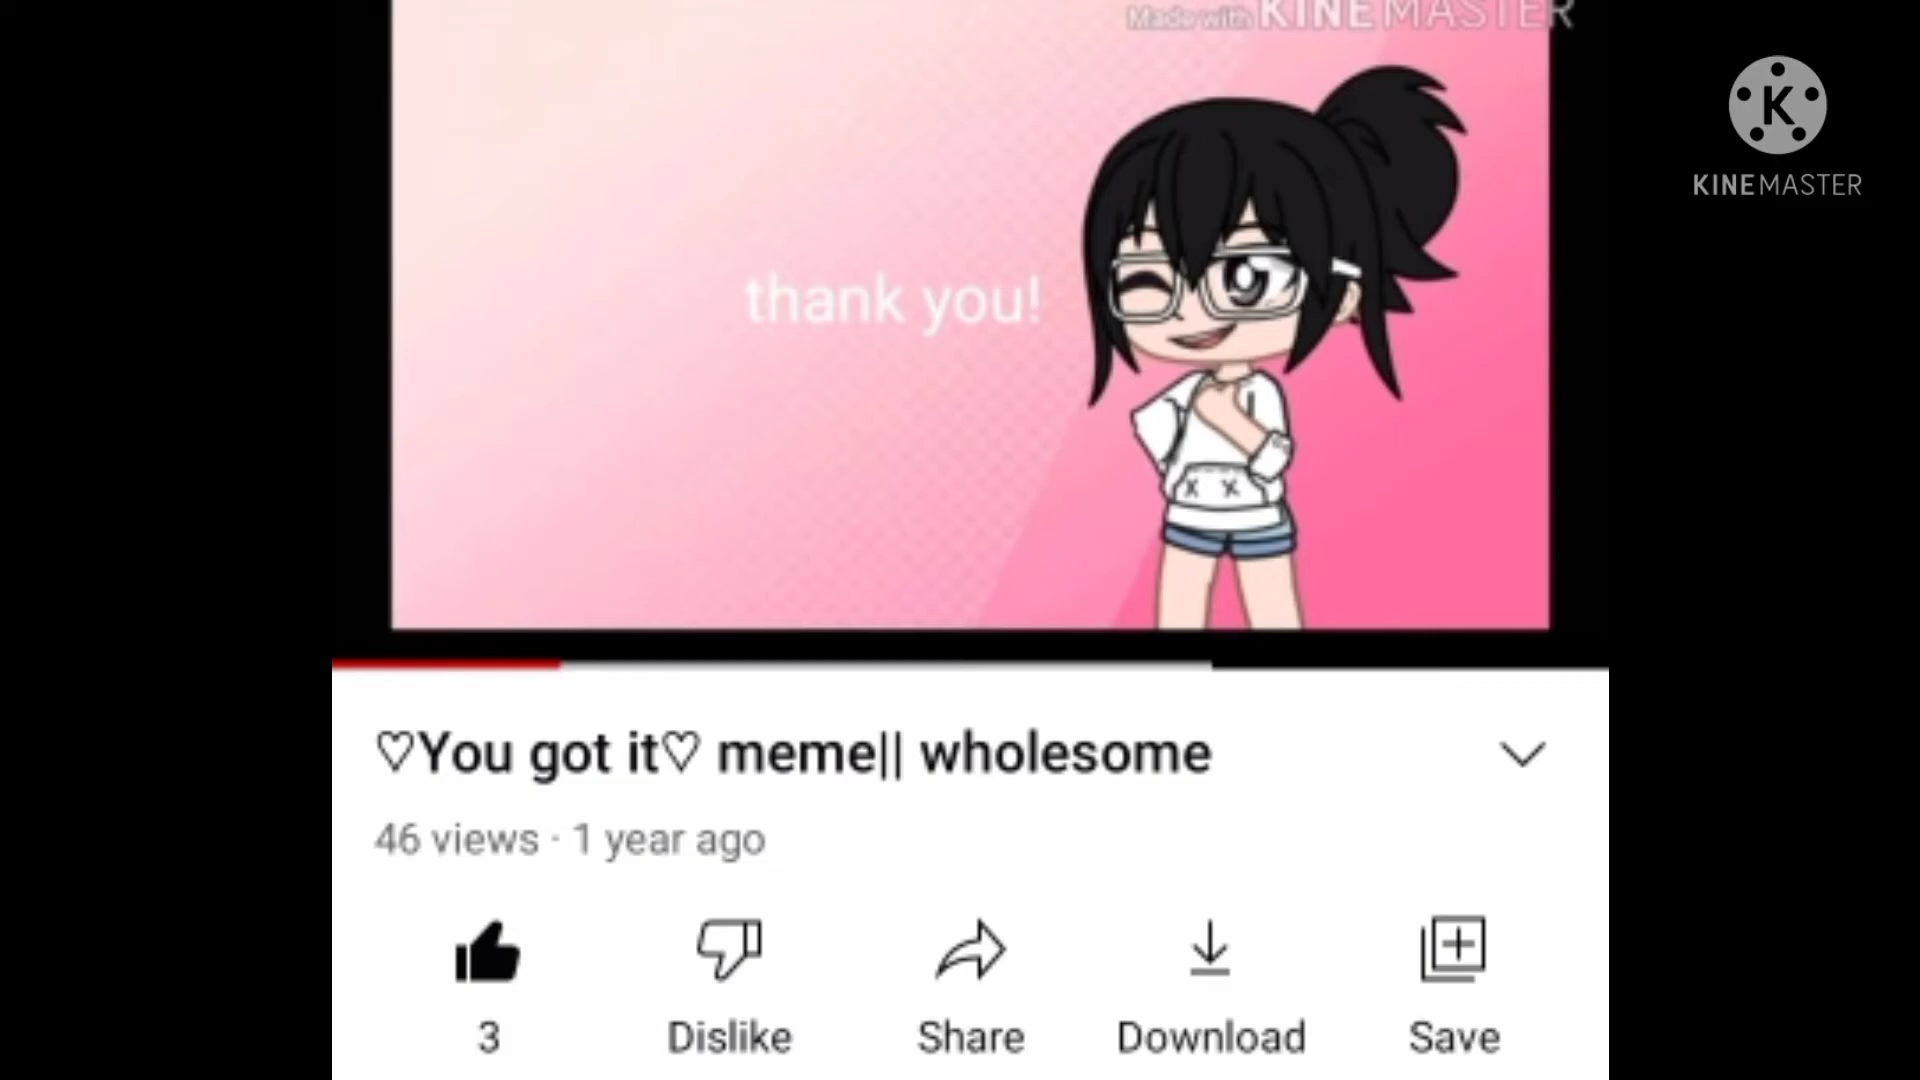 Made with KINEMASTER
K
KINEMASTER
thank you!
X X
♡You got it♡ meme|| wholesome
46 views · 1 year ago
3
Dislike
Share
Download
Save